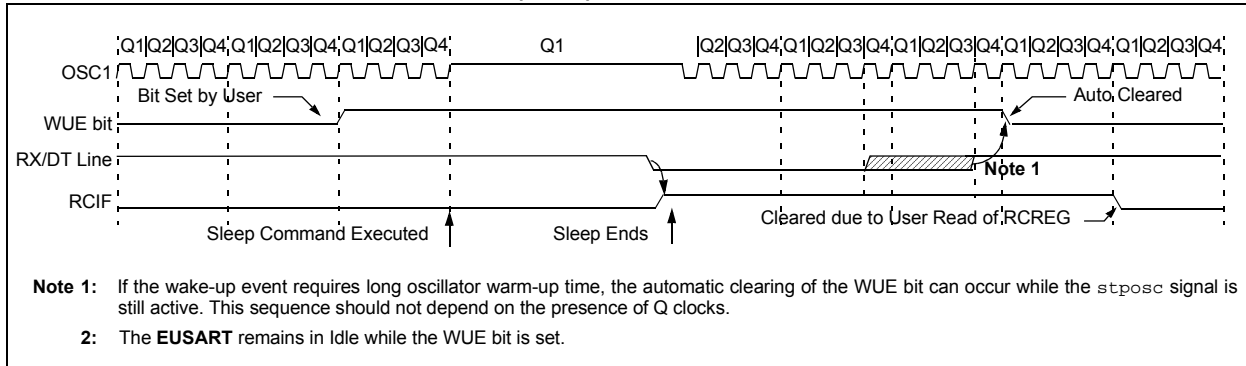 Q1|Q2|Q3|Q4 Q1|Q2|Q3|Q4 Q1|Q2|Q3|Q4 Q1 |Q2|Q3|Q4 Q1|Q2|Q3|Q4 Q1|Q2|Q3|Q4 Q1|Q2|Q3|Q4 Q1|Q2|Q3|Q4
OSC1
Bit Set by User Auto Cleared
WUE bit
RX/DT Line Note 1
RCIF
Cleared due to User Read of RCREG
Sleep Command Executed Sleep Ends
Note 1: If the wake-up event requires long oscillator warm-up time, the automatic clearing of the WUE bit can occur while the stposc signal is
still active. This sequence should not depend on the presence of Q clocks.
2: The EUSART remains in Idle while the WUE bit is set.